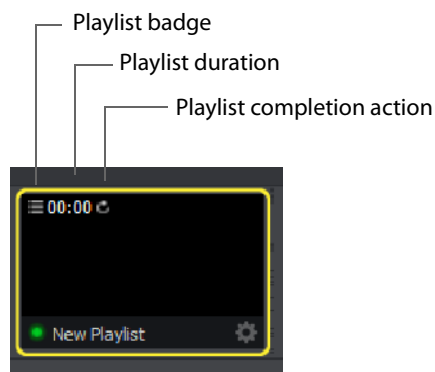 Playlist badge
Playlist duration
Playlist completion action
00:00
New Playlist